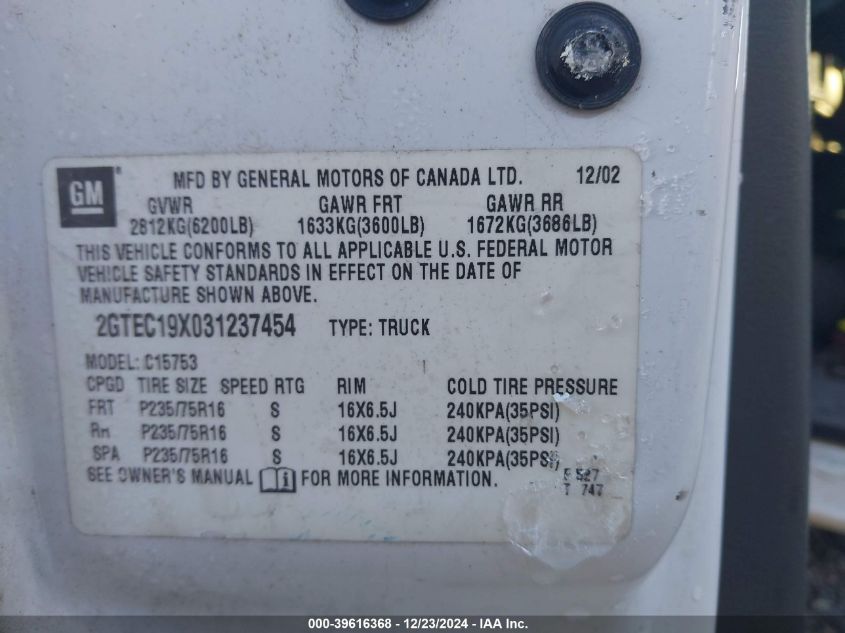 GM
MFD BY GENERAL MOTORS OF CANADA LTD. 12/02
GVWR GAWR FRT GAWR RR
2812KG(6200LB) 1633KG(3600LB) 1672KG(3686LB)
THIS VEHICLE CONFORMS TO ALL APPLICABLE U.S. FEDERAL MOTOR
VEHICLE SAFETY STANDARDS IN EFFECT ON THE DATE OF
MANUFACTURE SHOWN ABOVE.
2GTEC19X031237454 TYPE: TRUCK
MODEL: C15753
CPGD TIRE SIZE SPEED RTG RIM COLD TIRE PRESSURE
FRT P235/75R16 S 16X6.5J 240KPA(35PSI)
RR P235/75R16 S 16X6.5J 240KPA(35PSI)
SPA P235/75R16 S 16X6.5J 240KPA(35PSI)
SEE OWNER'S MANUAL i FOR MORE INFORMATION.
527
T 747
000-39616368 - 12/23/2024 - IAA Inc.